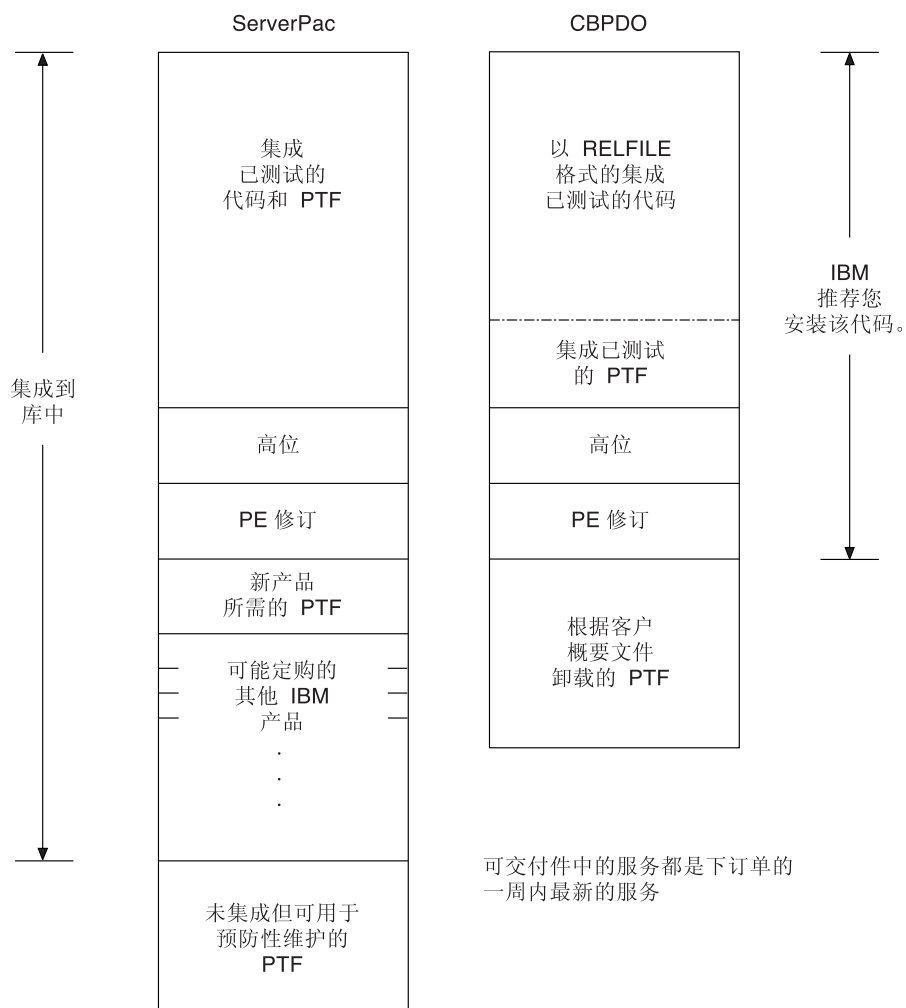 ServerPac
集成
已测试的
代码和 PTF
高位
PE 修订
新产品
所需的 PTF
可能定购的
其他 IBM
产品
.
.
.
未集成但可用于
预防性维护的
PTF
集成到
库中
CBPDO
以 RELFILE
格式的集成
已测试的代码
集成已测试
的 PTF
高位
PE 修订
根据客户
概要文件
卸载的 PTF
IBM
推荐您
安装该代码。
可交付件中的服务都是下订单的
一周内最新的服务